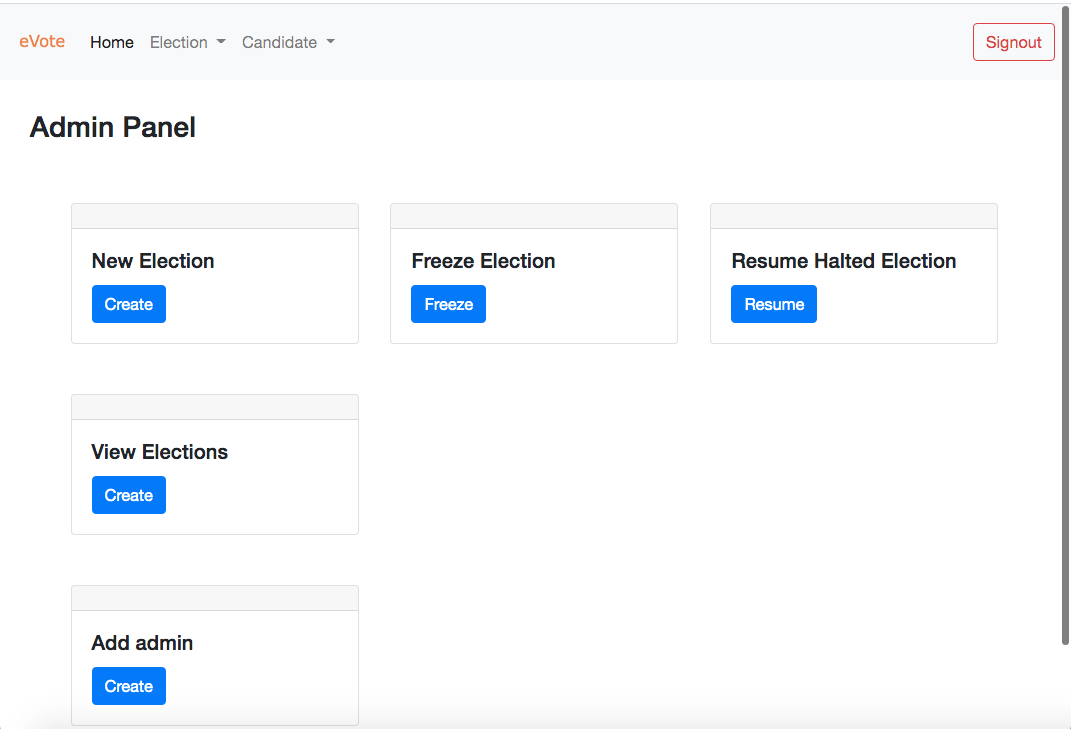 eVote Home Election Candidate Signout
Admin Panel
New Election
Create
Freeze Election
Freeze
Resume Halted Election
Resume
View Elections
Create
Add admin
Create